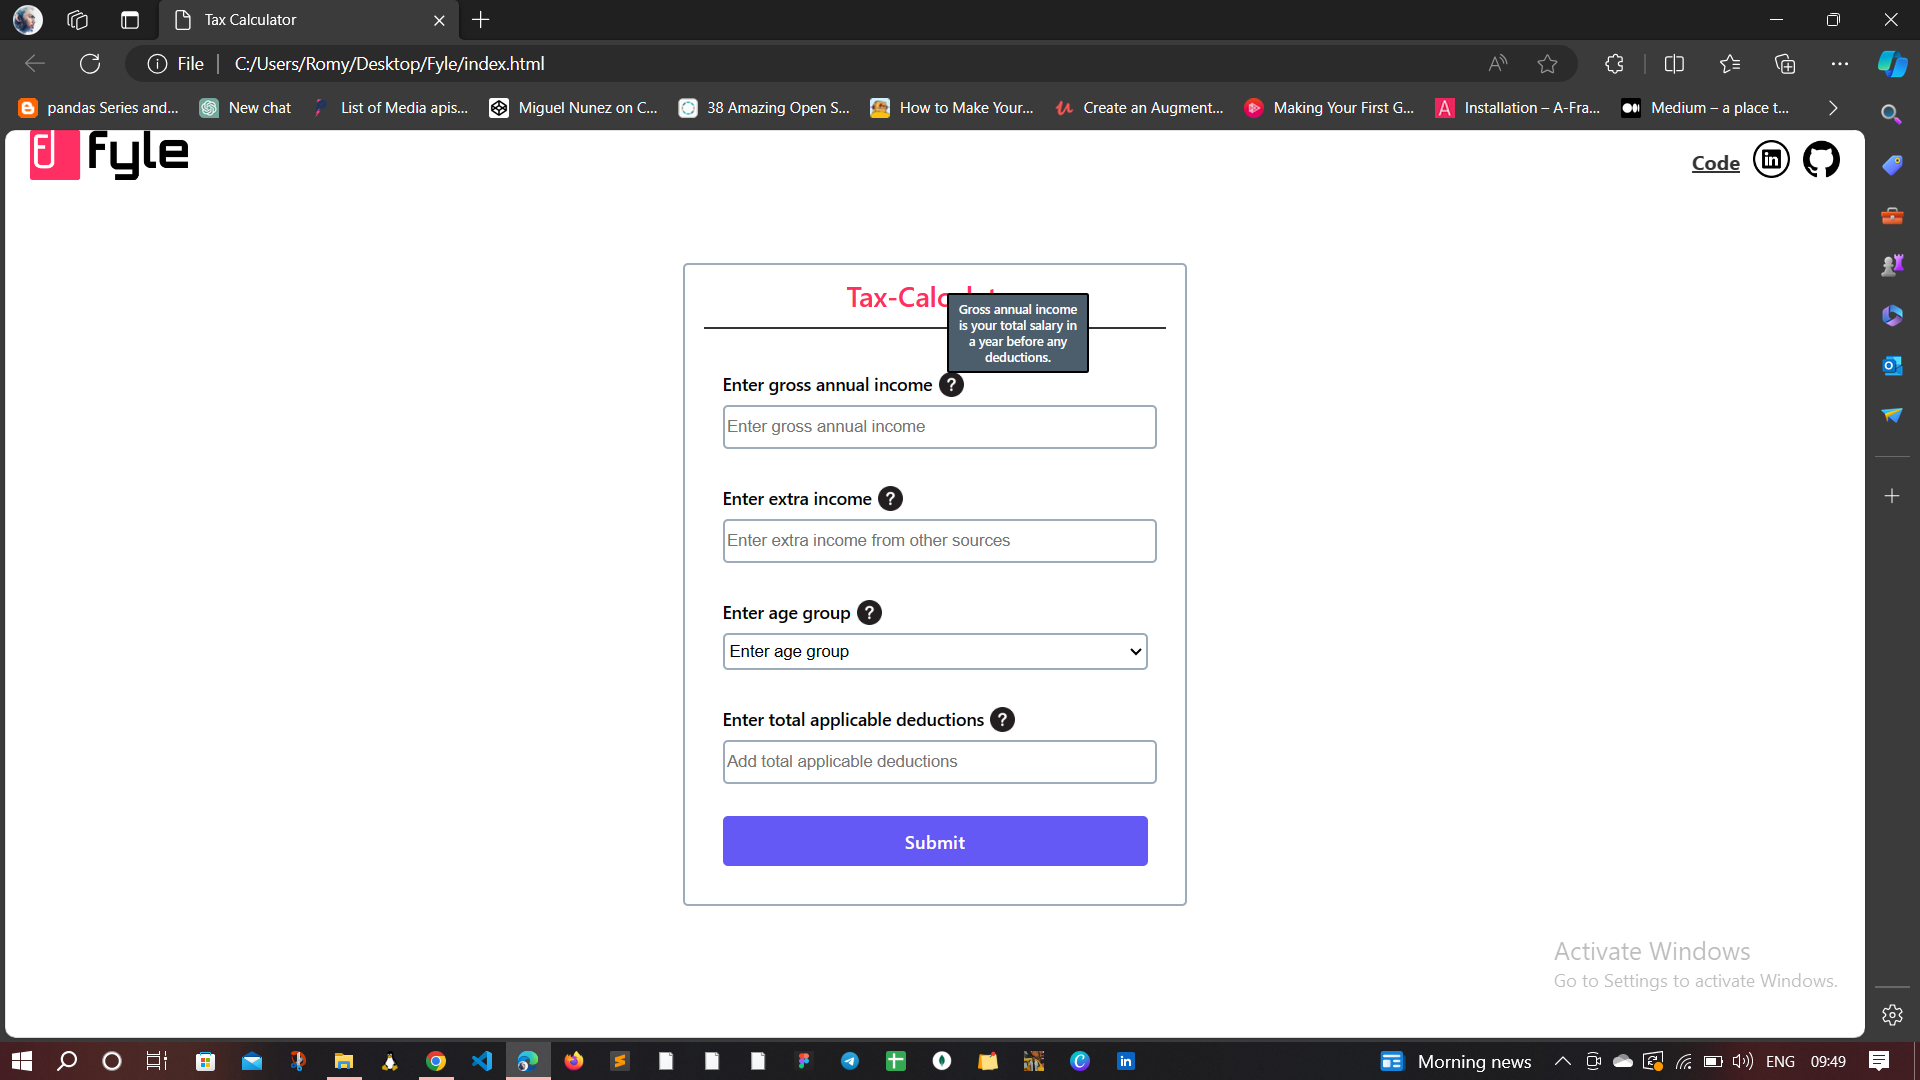 Tax Calculator
File
C:/Users/Romy/Desktop/Fyle/index.html
pandas Series and...
New chat
List of Media apis...
Miguel Nunez on C...
38 Amazing Open S...
How to Make Your...
Create an Augment...
Making Your First G...
Installation – A-Fra...
Medium – a place t...
fyle
Code
Tax-Calc
Gross annual income
is your total salary in
a year before any
deductions.
Enter gross annual income ?
Enter gross annual income
Enter extra income ?
Enter extra income from other sources
Enter age group ?
Enter age group
Enter total applicable deductions ?
Add total applicable deductions
Submit
Activate Windows
Go to Settings to activate Windows.
Morning news
ENG
09:49